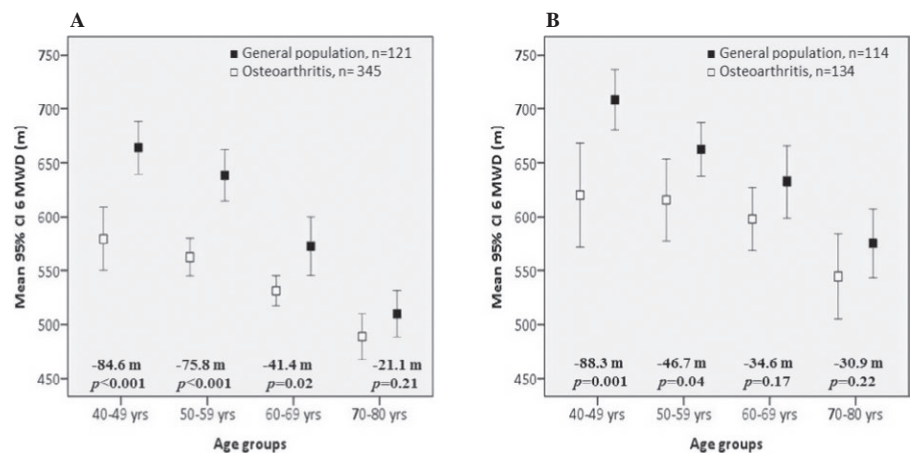 A
Mean 95% CI 6 MWD (m)
750
700
650
600
550
500
450
■ General population, n=121
□ Osteoarthritis, n= 345
-84.6 m
p<0.001
-75.8 m
p<0.001
-41.4 m
p=0.02
-21.1 m
p=0.21
40-49 yrs
50-59 yrs
60-69 yrs
70-80 yrs
Age groups
B
Mean 95% CI 6 MWD (m)
750
700
650
600
550
500
450
■ General population, n=114
□ Osteoarthritis, n=134
-88.3 m
p=0.001
-46.7 m
p=0.04
-34.6 m
p=0.17
-30.9 m
p=0.22
40-49 yrs
50-59 yrs
60-69 yrs
70-80 yrs
Age groups